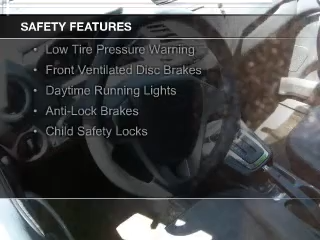 SAFETY FEATURES
• Low Tire Pressure Warning
• Front Ventilated Disc Brakes
• Daytime Running Lights
• Anti-Lock Brakes
• Child Safety Locks